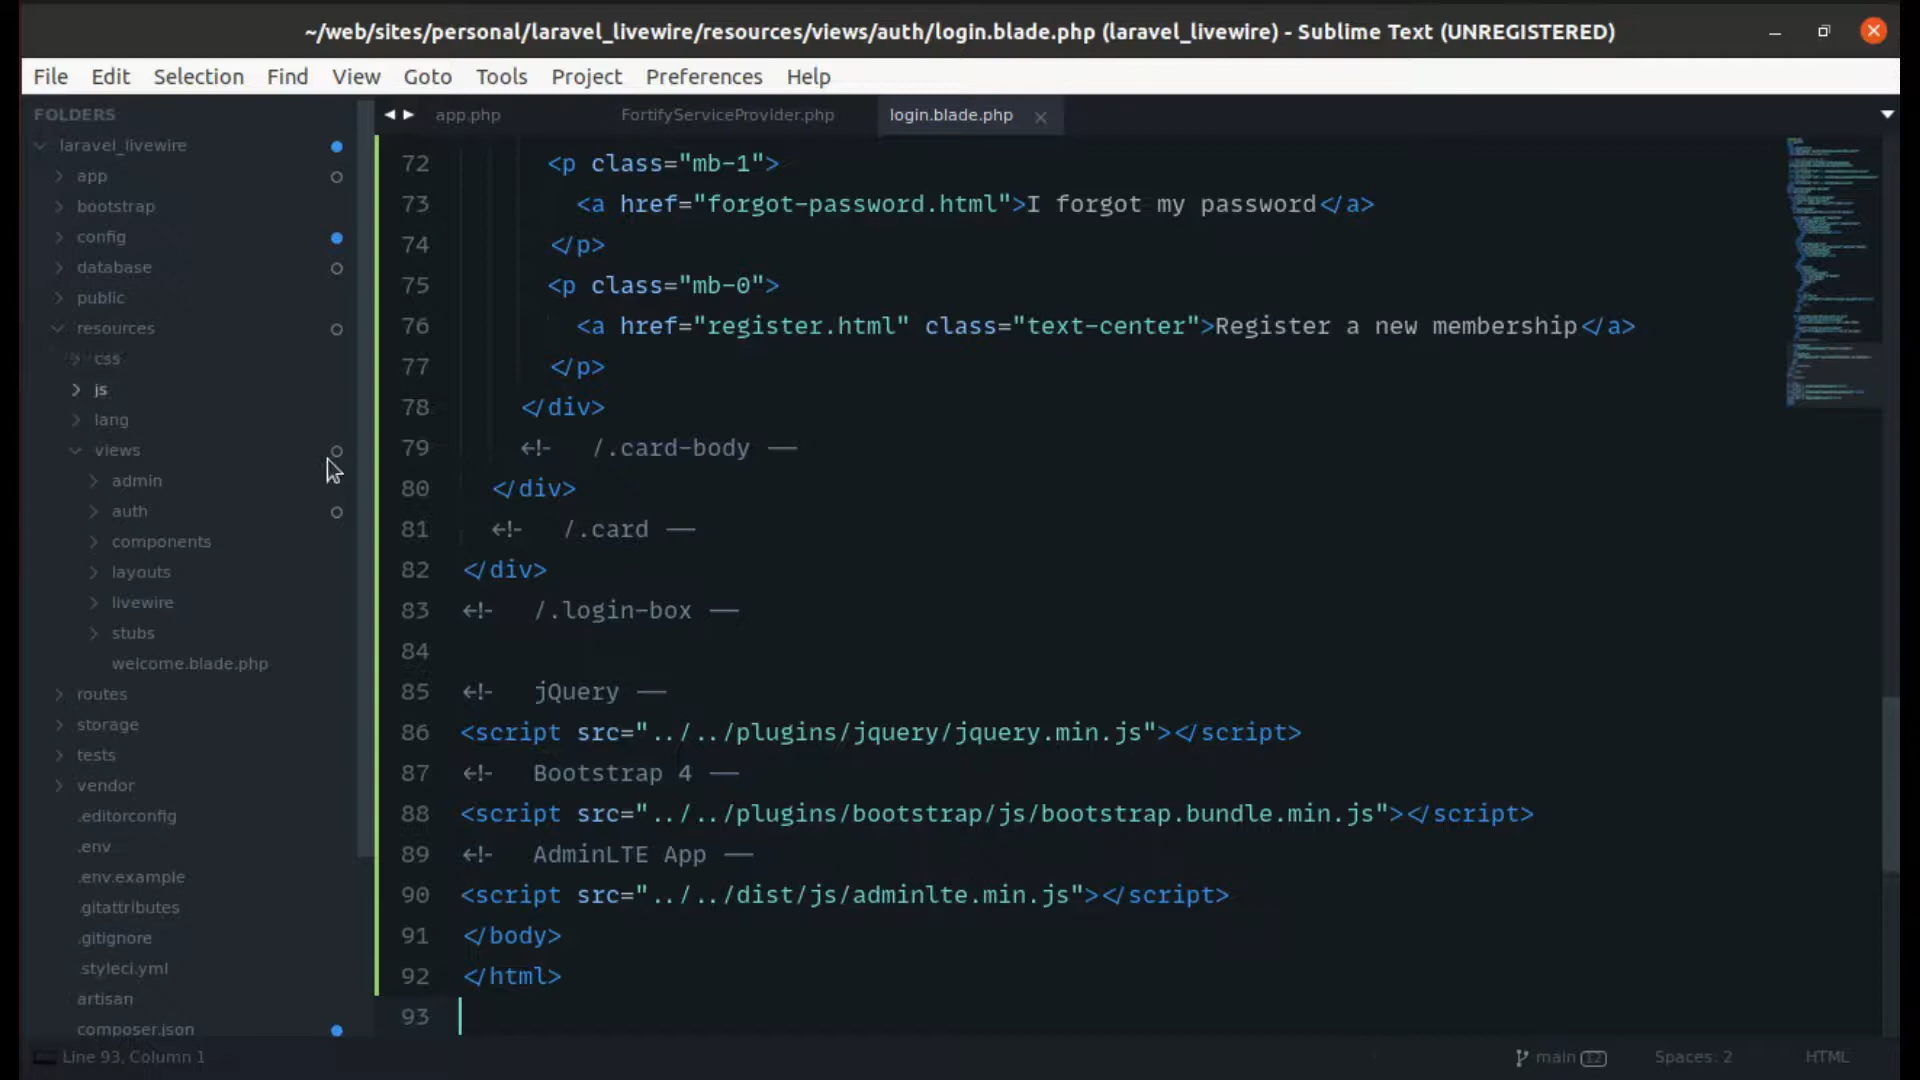 ~/web/sites/personal/laravel_livewire/resources/views/auth/login.blade.php (laravel_livewire) - Sublime Text (UNREGISTERED)
File Edit Selection Find View Goto Tools Project Preferences Help
FOLDERS
laravel_livewire
app
bootstrap
config
database
public
resources
css
js
lang
views
admin
auth
components
layouts
livewire
stubs
welcome.blade.php
routes
storage
tests
vendor
.editorconfig
.env
.env.example
.gitattributes
.gitignore
.styleci.yml
artisan
composer.json
app.php FortifyServiceProvider.php login.blade.php
72 <p class="mb-1">
73 <a href="forgot-password.html">I forgot my password</a>
74 </p>
75 <p class="mb-0">
76 <a href="register.html" class="text-center">Register a new membership</a>
77 </p>
78 </div>
79 <!-- /.card-body -->
80 </div>
81 <!-- /.card -->
82 </div>
83 <!-- /.login-box -->
84
85 <!-- jQuery -->
86 <script src="../../plugins/jquery/jquery.min.js"></script>
87 <!-- Bootstrap 4 -->
88 <script src="../../plugins/bootstrap/js/bootstrap.bundle.min.js"></script>
89 <!-- AdminLTE App -->
90 <script src="../../dist/js/adminlte.min.js"></script>
91 </body>
92 </html>
93
Line 93, Column 1
main 12 Spaces: 2 HTML